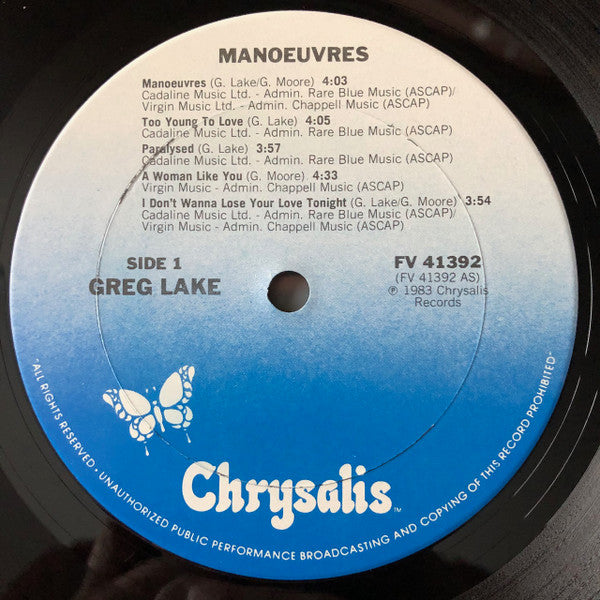 MANOEUVRES
Manoeuvres (G. Lake/G. Moore) 4:03
Cadaline Music Ltd. - Admin. Rare Blue Music (ASCAP)/
Virgin Music Ltd. - Admin. Chappell Music (ASCAP)
Too Young To Love (G. Lake) 4:05
Cadaline Music Ltd. - Admin. Rare Blue Music (ASCAP)
Paralysed (G. Lake) 3:57
Cadaline Music Ltd. - Admin. Rare Blue Music (ASCAP)
A Woman Like You (G. Moore) 4:33
Virgin Music - Admin. Chappell Music (ASCAP)
I Don't Wanna Lose Your Love Tonight (G. Lake/G. Moore) 3:54
Cadaline Music Ltd. - Admin. Rare Blue Music (ASCAP)/
Virgin Music - Admin. Chappell Music (ASCAP)
SIDE 1
GREG LAKE
FV 41392
(FV 41392 AS)
℗ 1983 Chrysalis
Records
Chrysalis™
"ALL RIGHTS RESERVED - UNAUTHORIZED PUBLIC PERFORMANCE BROADCASTING AND COPYING OF THIS RECORD PROHIBITED"